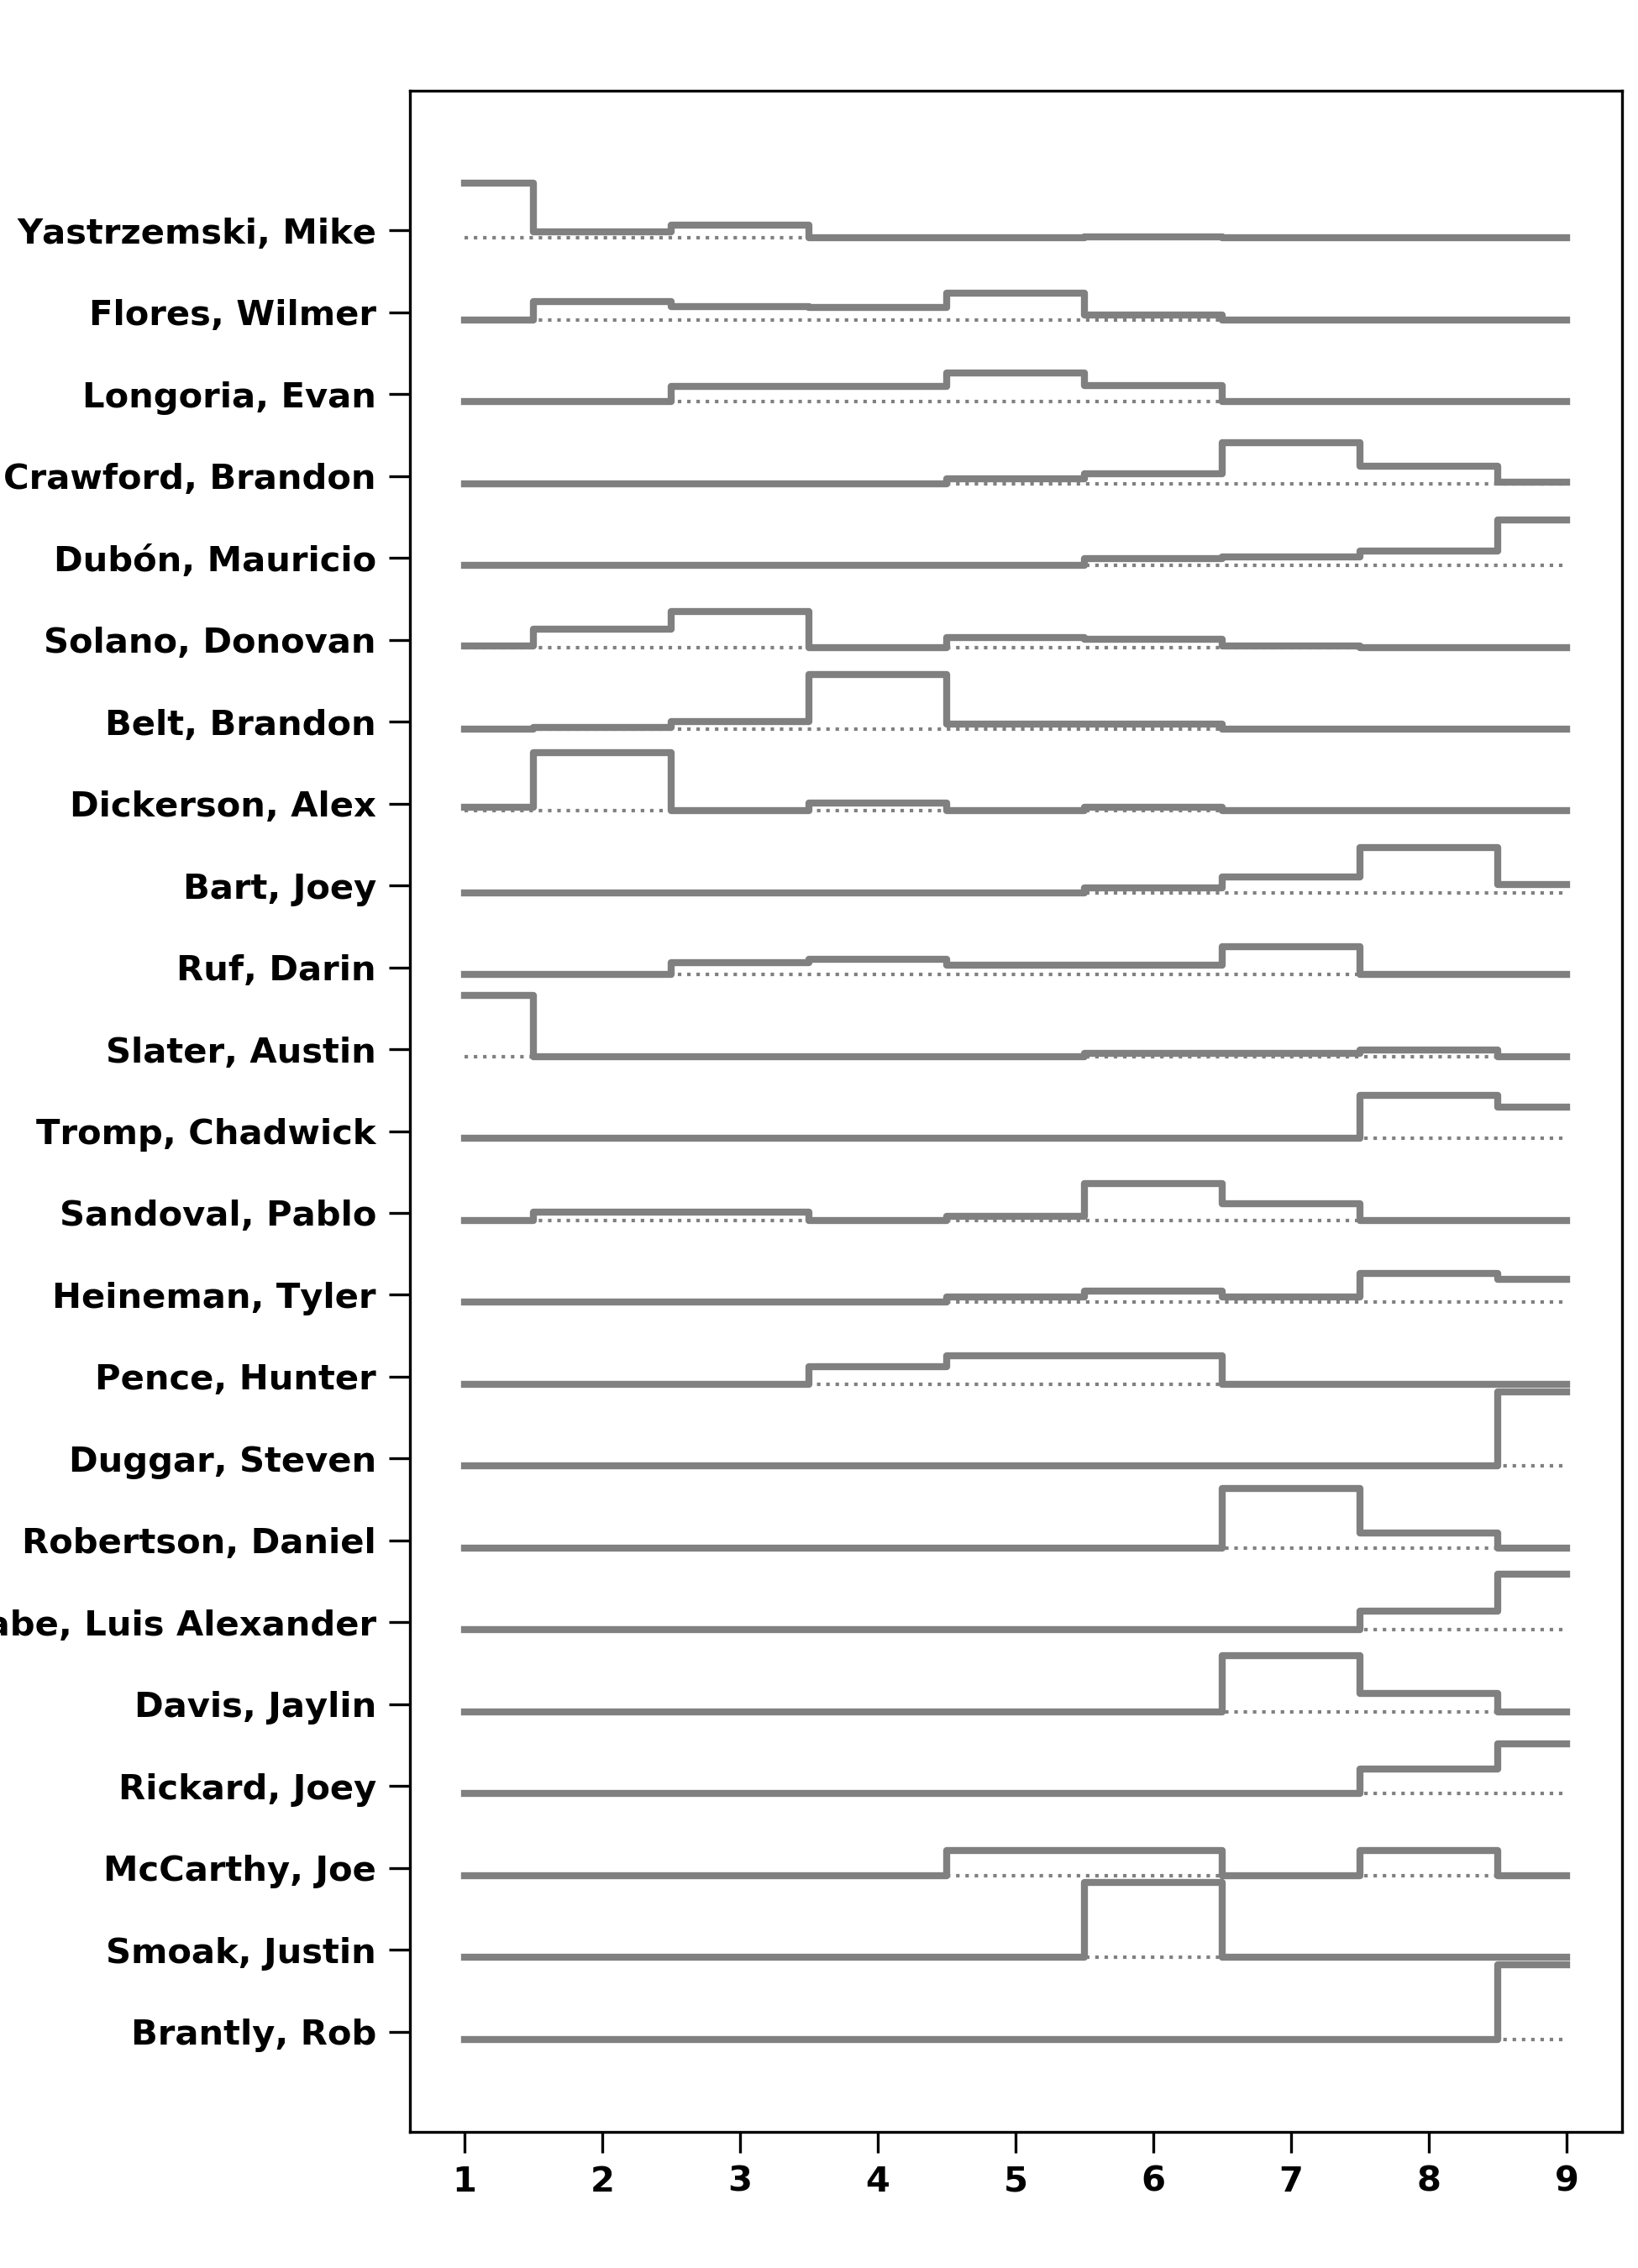 Yastrzemski, Mike
Flores, Wilmer
Longoria, Evan
Crawford, Brandon
Dubón, Mauricio
Solano, Donovan
Belt, Brandon
Dickerson, Alex
Bart, Joey
Ruf, Darin
Slater, Austin
Tromp, Chadwick
Sandoval, Pablo
Heineman, Tyler
Pence, Hunter
Duggar, Steven
Robertson, Daniel
abe, Luis Alexander
Davis, Jaylin
Rickard, Joey
McCarthy, Joe
Smoak, Justin
Brantly, Rob
1 2 3 4 5 6 7 8 9